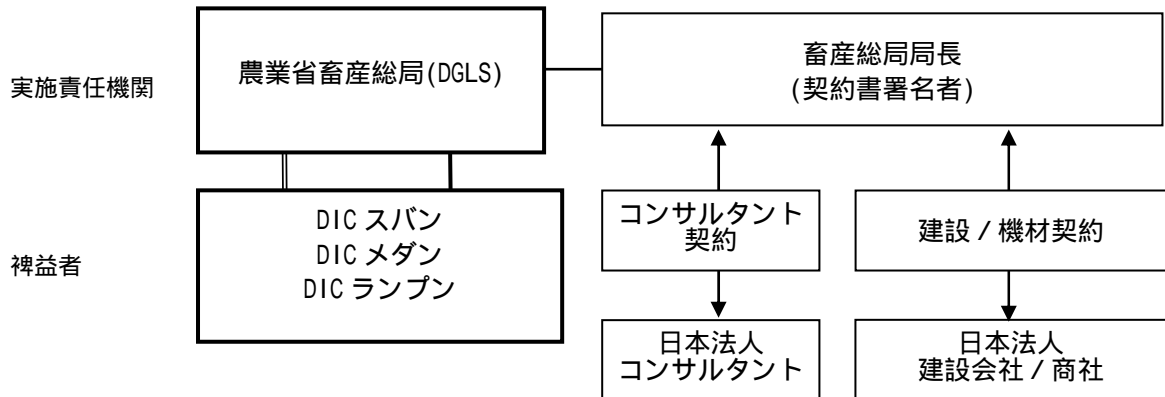 実施責任機関
農業省畜産総局(DGLS)
畜産総局局長
(契約書署名者)
裨益者
DIC スバン
DIC メダン
DIC ランプン
コンサルタント
契約
建設 / 機材契約
日本法人
コンサルタント
日本法人
建設会社 / 商社